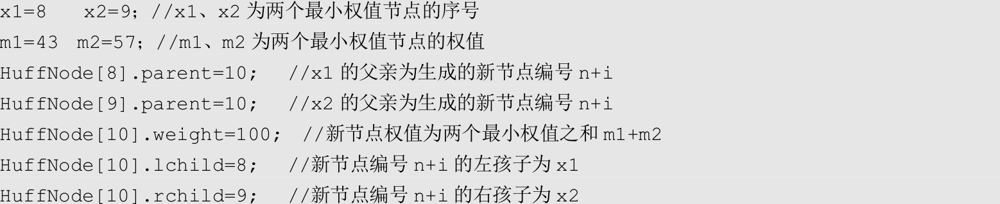 x1=8   x2=9；//x1、x2 为两个最小权值节点的序号
m1=43  m2=57；//m1、m2 为两个最小权值节点的权值
HuffNode[8].parent=10;   //x1 的父亲为生成的新节点编号 n+i
HuffNode[9].parent=10;   //x2 的父亲为生成的新节点编号 n+i
HuffNode[10].weight=100;  //新节点权值为两个最小权值之和 m1+m2
HuffNode[10].lchild=8;   //新节点编号 n+i 的左孩子为 x1
HuffNode[10].rchild=9;   //新节点编号 n+i 的右孩子为 x2